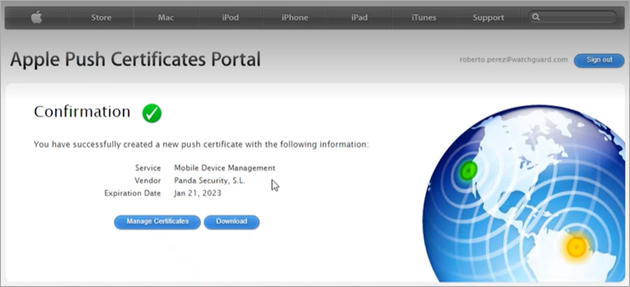 Store Mac iPod iPhone iPad iTunes Support
Apple Push Certificates Portal
roberto.perez@watchguard.com Sign out
Confirmation
You have successfully created a new push certificate with the following information:
Service Mobile Device Management
Vendor Panda Security, S.L.
Expiration Date Jan 21, 2023
Manage Certificates Download